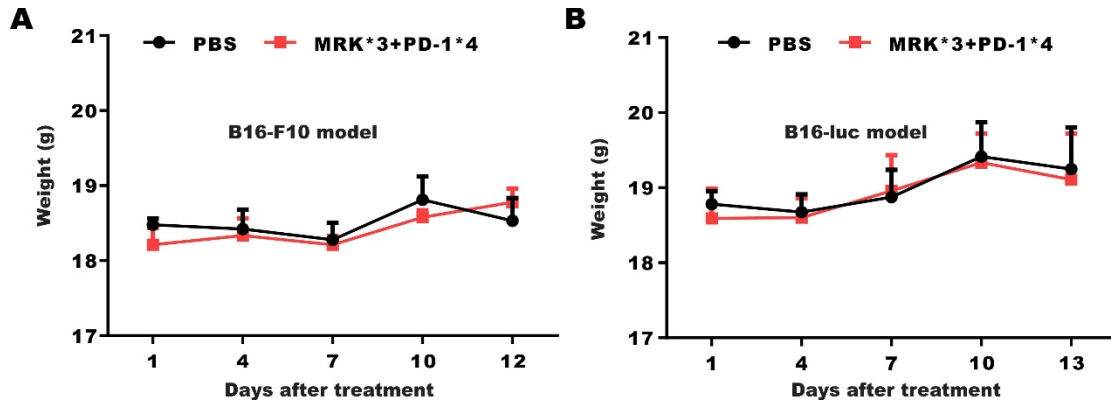 A
PBS MRK*3+PD-1*4
B16-F10 model
Weight (g)
21
20
19
18
17
1 4 7 10 12
Days after treatment
B
PBS MRK*3+PD-1*4
B16-luc model
Weight (g)
21
20
19
18
17
1 4 7 10 13
Days after treatment